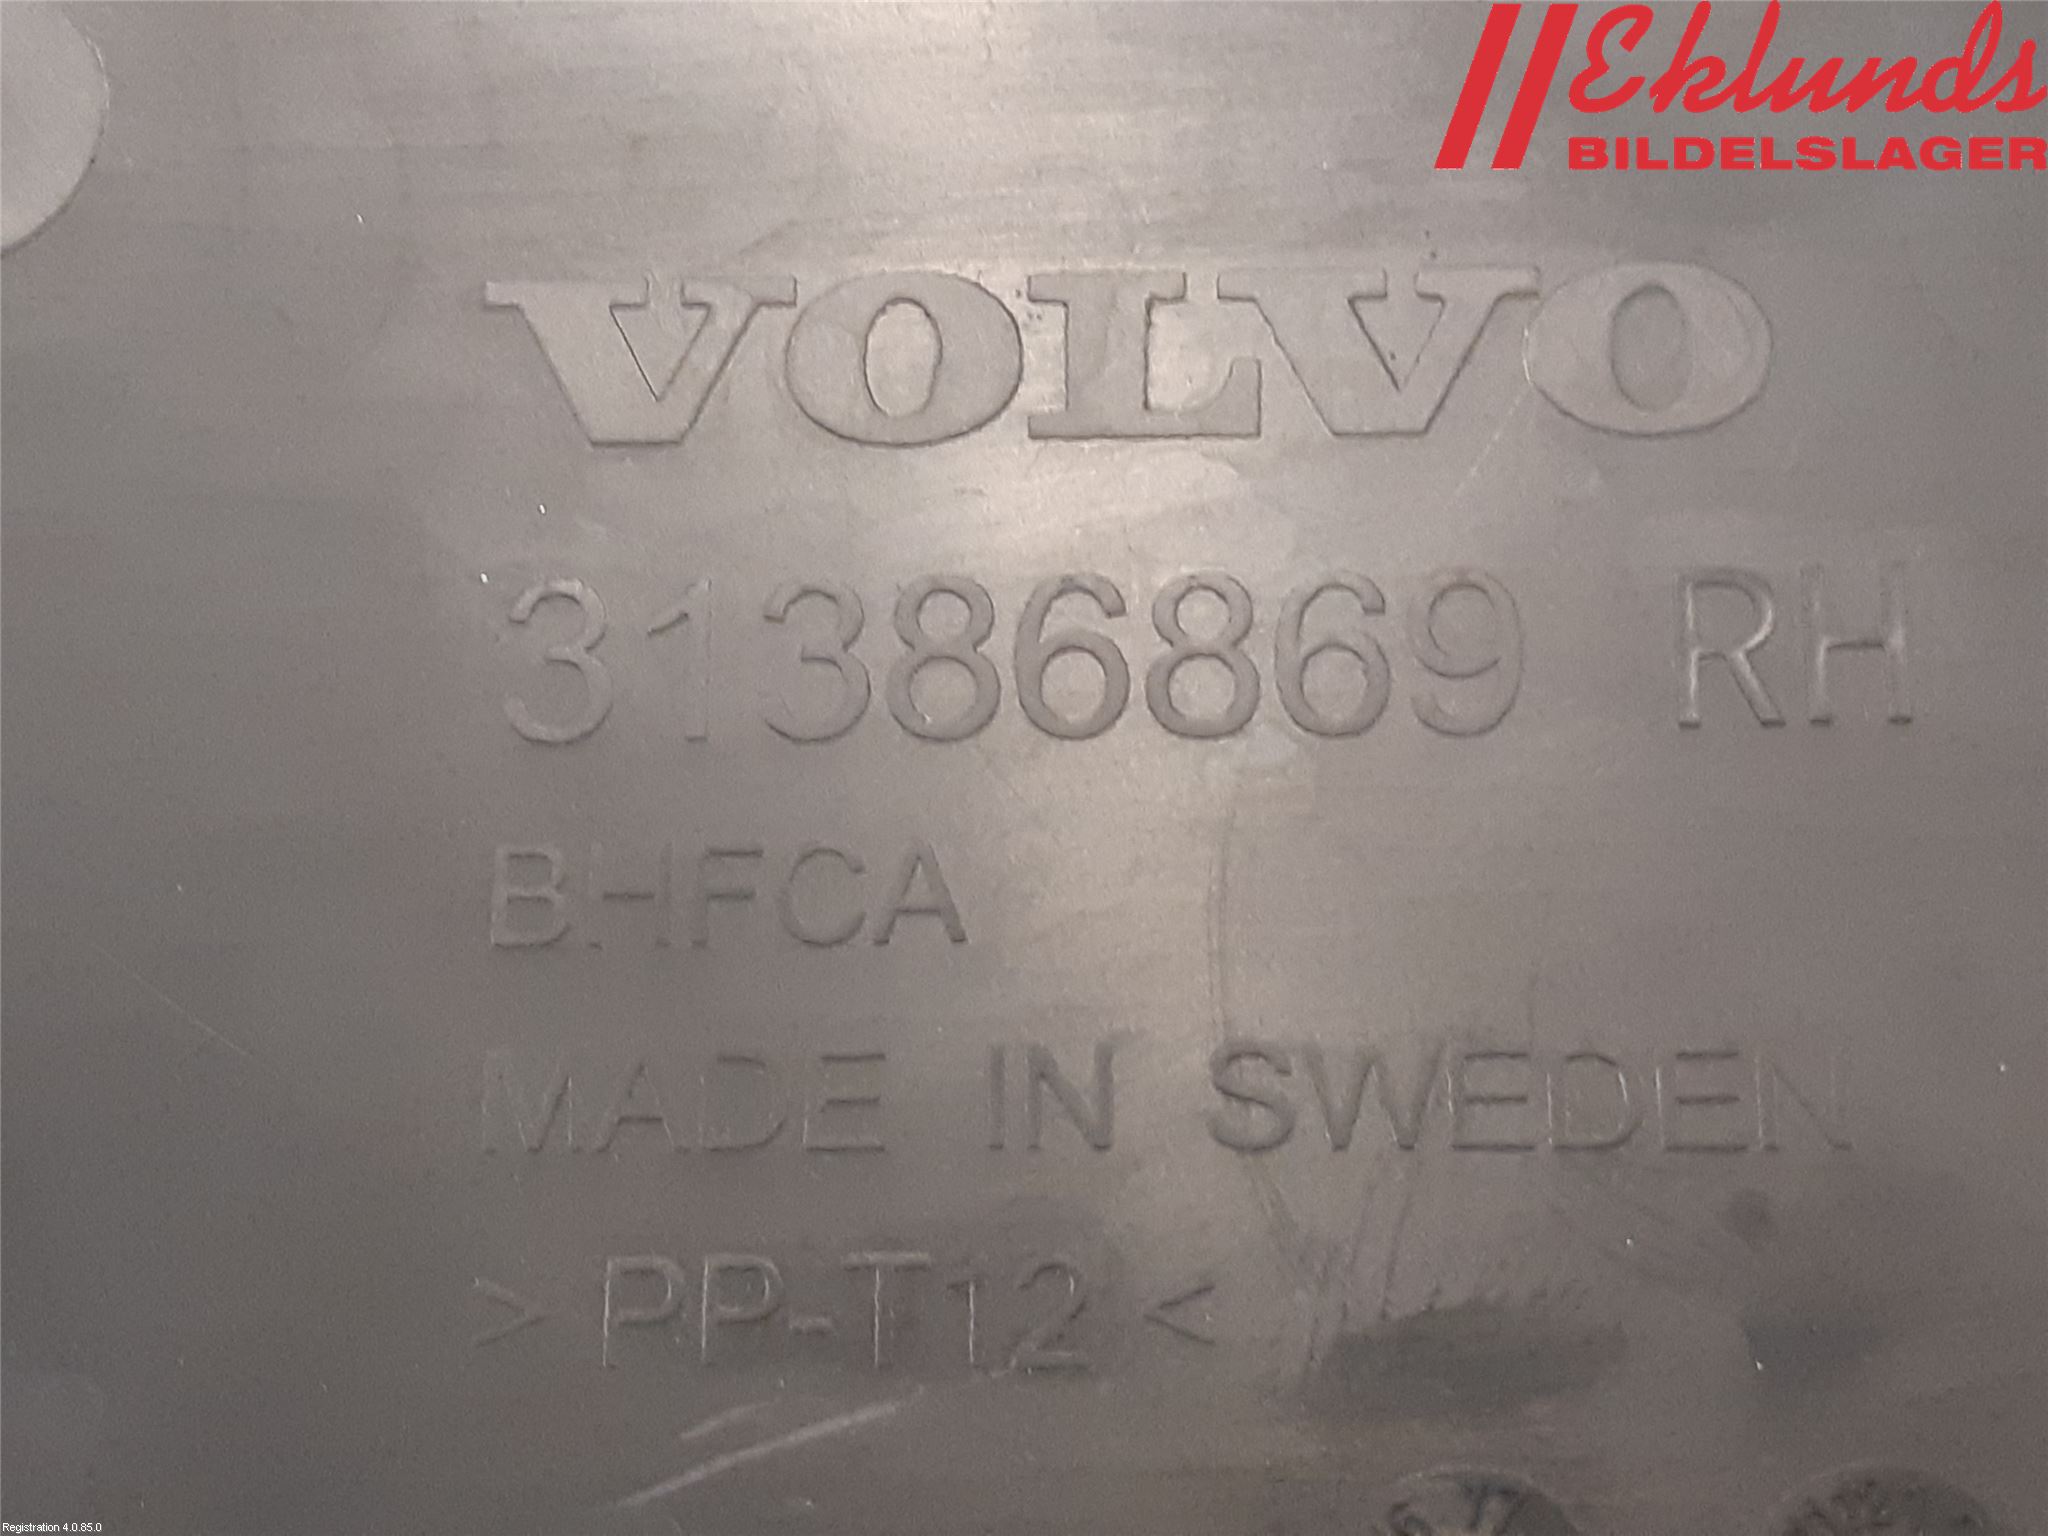 Eklunds
BILDELSLAGER
VOLVO
31386869 RH
BHFCA
MADE IN SWEDEN
>PP-T12<
Registration 4.0.85.0